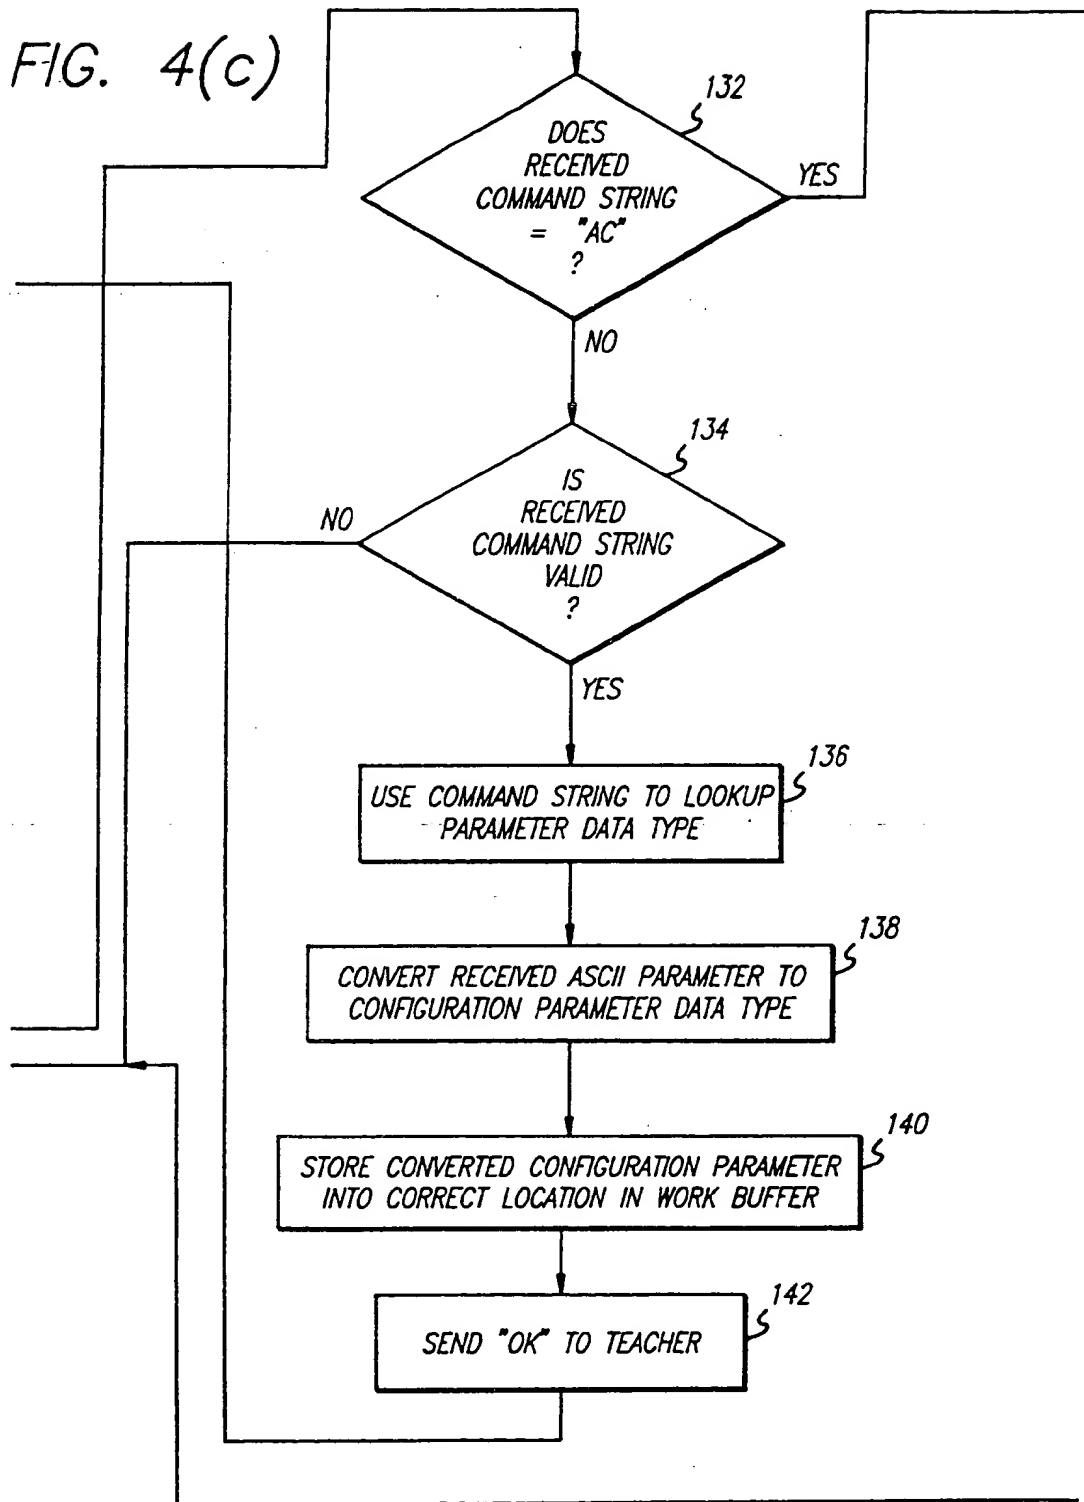 FIG. 4(c)
132
DOES
RECEIVED
COMMAND STRING
= "AC"
?
YES
NO
134
IS
RECEIVED
COMMAND STRING
VALID
?
NO
YES
136
USE COMMAND STRING TO LOOKUP
PARAMETER DATA TYPE
138
CONVERT RECEIVED ASCII PARAMETER TO
CONFIGURATION PARAMETER DATA TYPE
140
STORE CONVERTED CONFIGURATION PARAMETER
INTO CORRECT LOCATION IN WORK BUFFER
142
SEND "OK" TO TEACHER